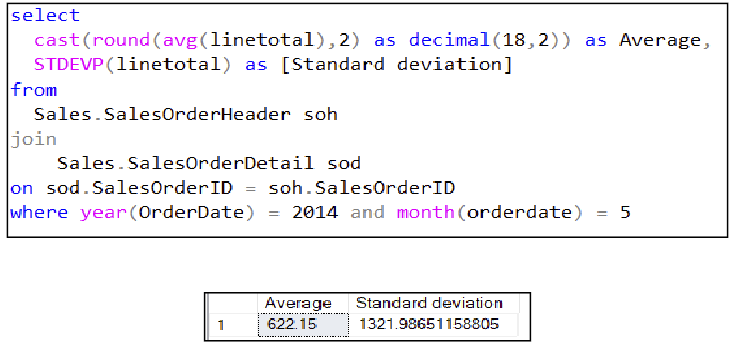 select
cast(round(avg(linetotal),2) as decimal(18,2)) as Average,
STDEVP(linetotal) as [Standard deviation]
from
Sales.SalesOrderHeader soh
join
Sales.SalesOrderDetail sod
on sod.SalesOrderID = soh.SalesOrderID
where year(OrderDate) = 2014 and month(orderdate) = 5
Average Standard deviation
1 622.15 1321.98651158805